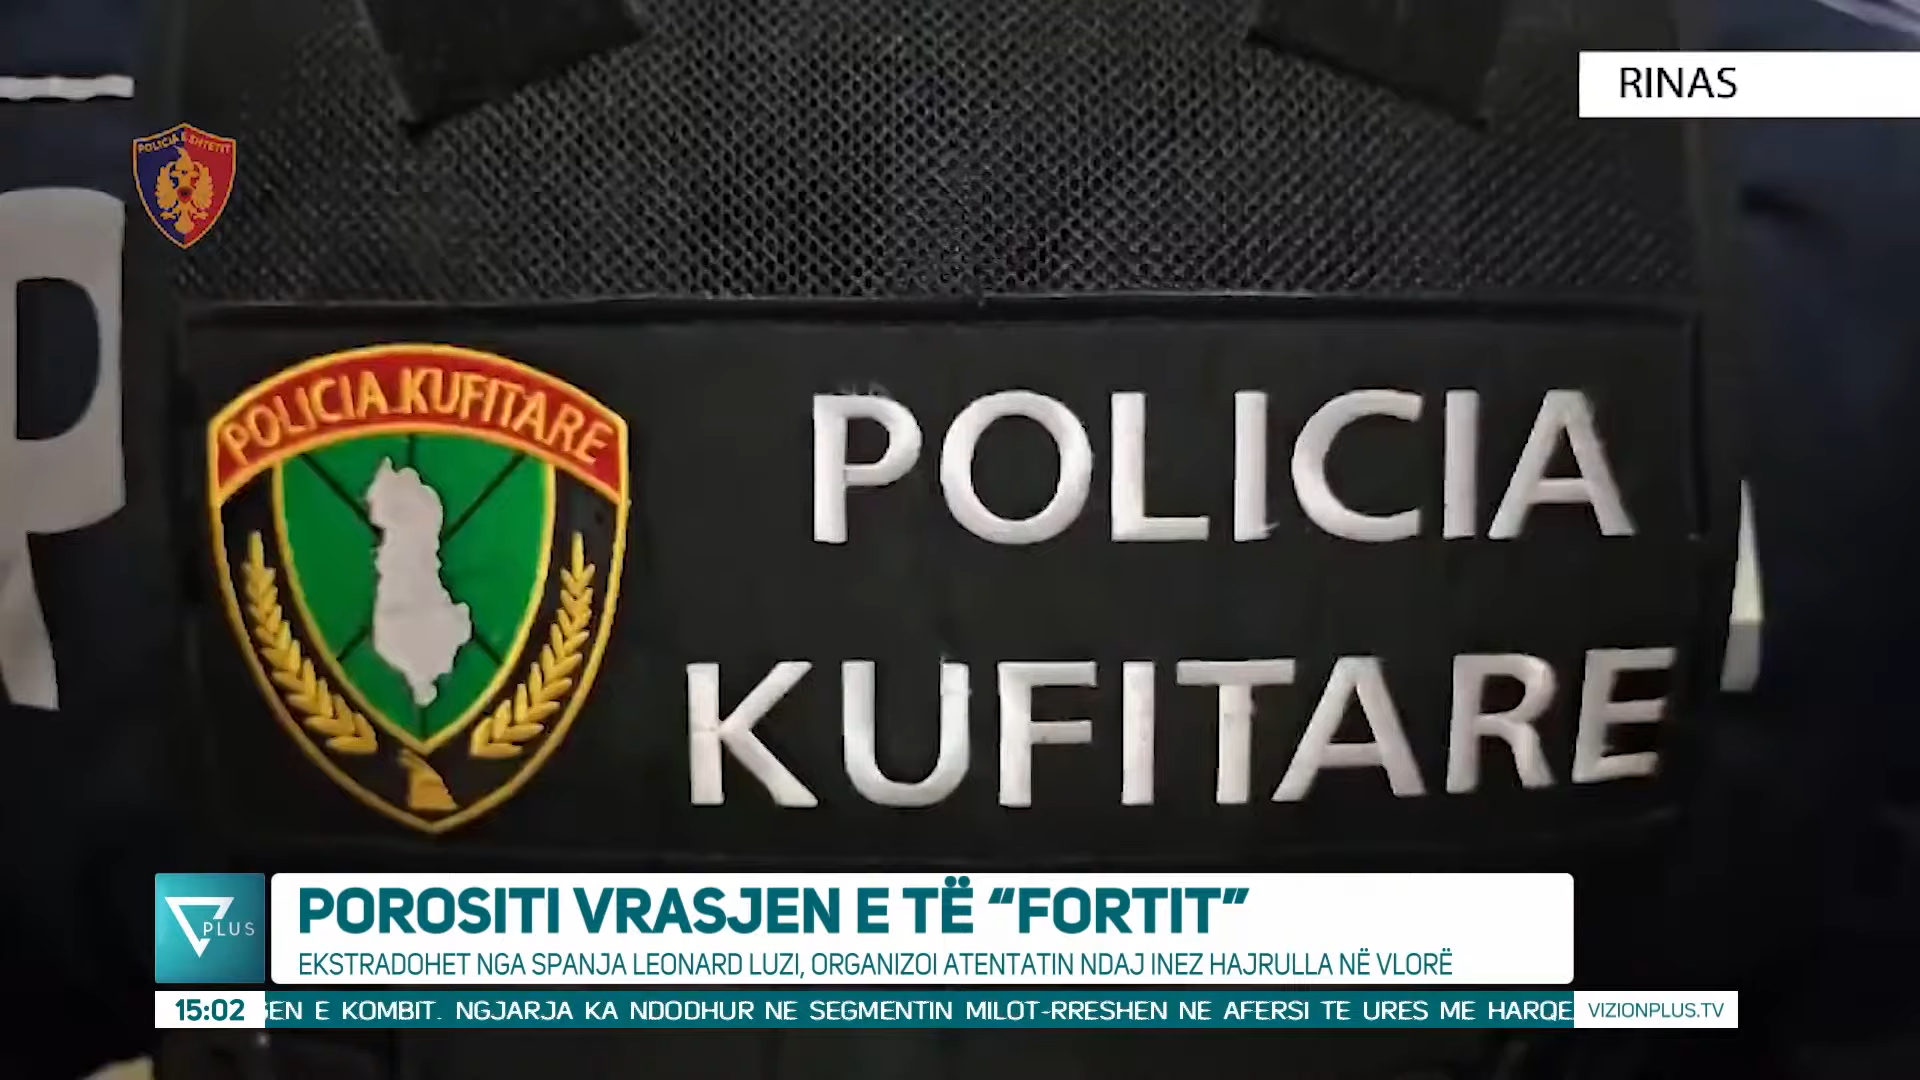 RINAS
POLICIA E SHTETIT
POLICIA KUFITARE
POLICIA
KUFITARE
PLUS
POROSITI VRASJEN E TË “FORTIT”
EKSTRADOHET NGA SPANJA LEONARD LUZI, ORGANIZOI ATENTATIN NDAJ INEZ HAJRULLA NË VLORË
15:02
E KOMBIT. NGJARJA KA NDODHUR NE SEGMENTIN MILOT-RRESHEN NE AFERSI TE URES ME HARQE
VIZIONPLUS.TV